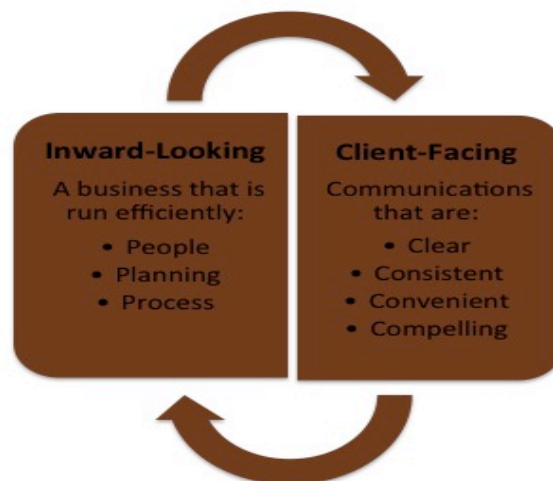 Inward-Looking
A business that is
run efficiently:
• People
• Planning
• Process
Client-Facing
Communications
that are:
• Clear
• Consistent
• Convenient
• Compelling